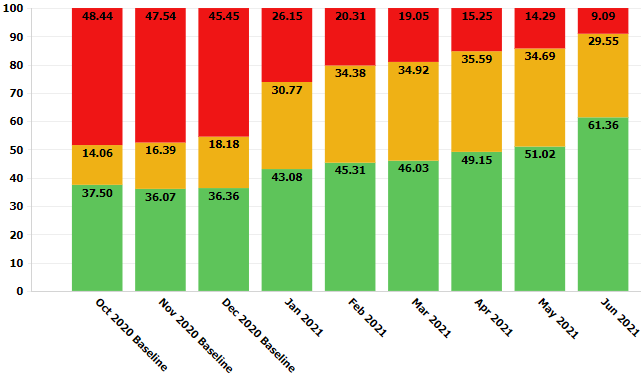 100
90
80
70
60
50
40
30
20
10
0
48.44 47.54 45.45 26.15 20.31 19.05 15.25 14.29 9.09
14.06 16.39 18.18 30.77 34.38 34.92 35.59 34.69 29.55
37.50 36.07 36.36 43.08 45.31 46.03 49.15 51.02 61.36
Oct 2020 Baseline
Nov 2020 Baseline
Dec 2020 Baseline
Jan 2021
Feb 2021
Mar 2021
Apr 2021
May 2021
Jun 2021